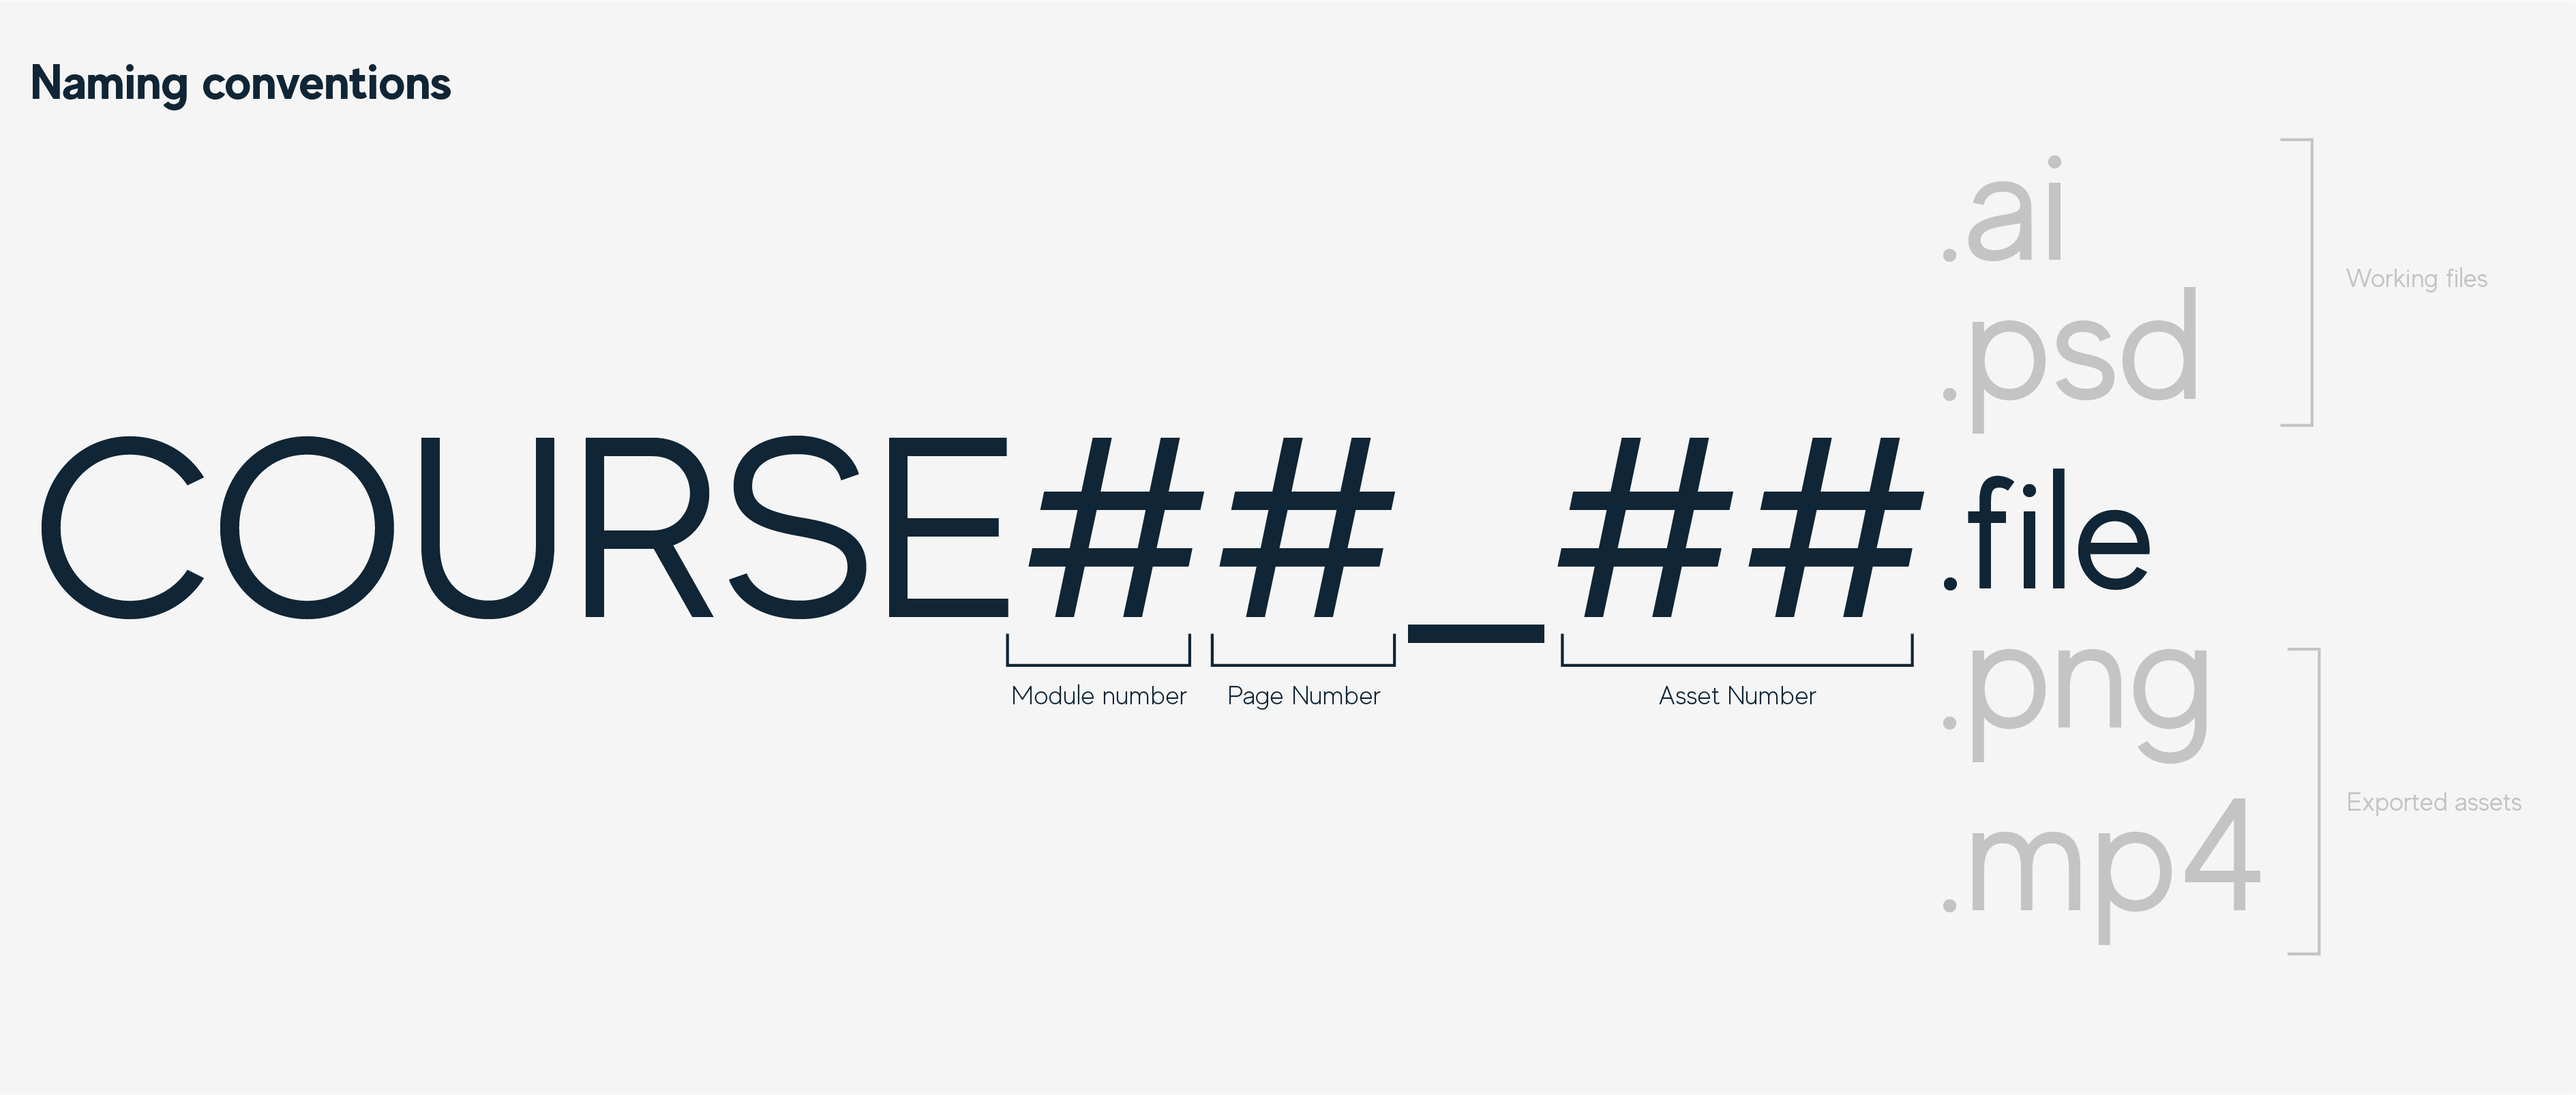 Naming conventions
.ai
.psd
Working files
COURSE##_##.file
Module number
Page Number
Asset Number
.png
.mp4
Exported assets